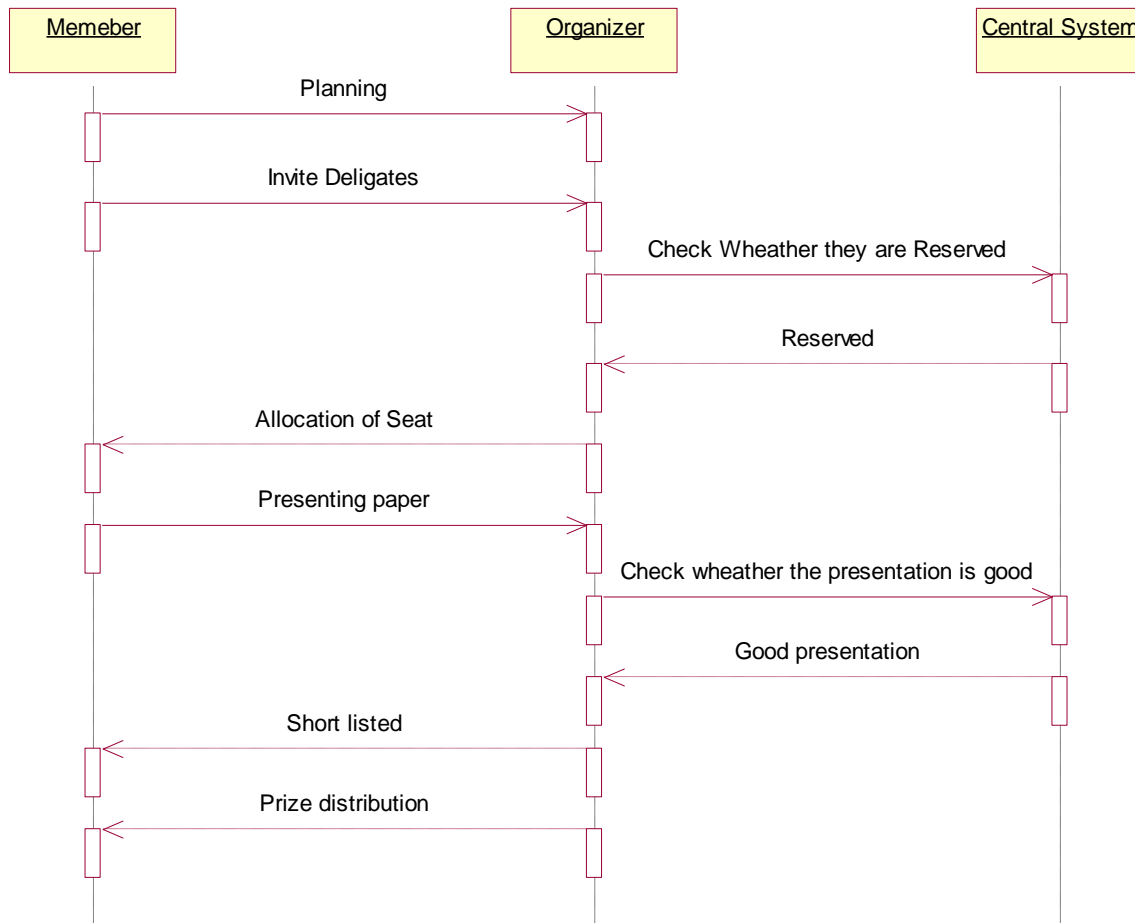 Memeber
Organizer
Central System
Planning
Invite Deligates
Check Wheather they are Reserved
Reserved
Allocation of Seat
Presenting paper
Check wheather the presentation is good
Good presentation
Short listed
Prize distribution